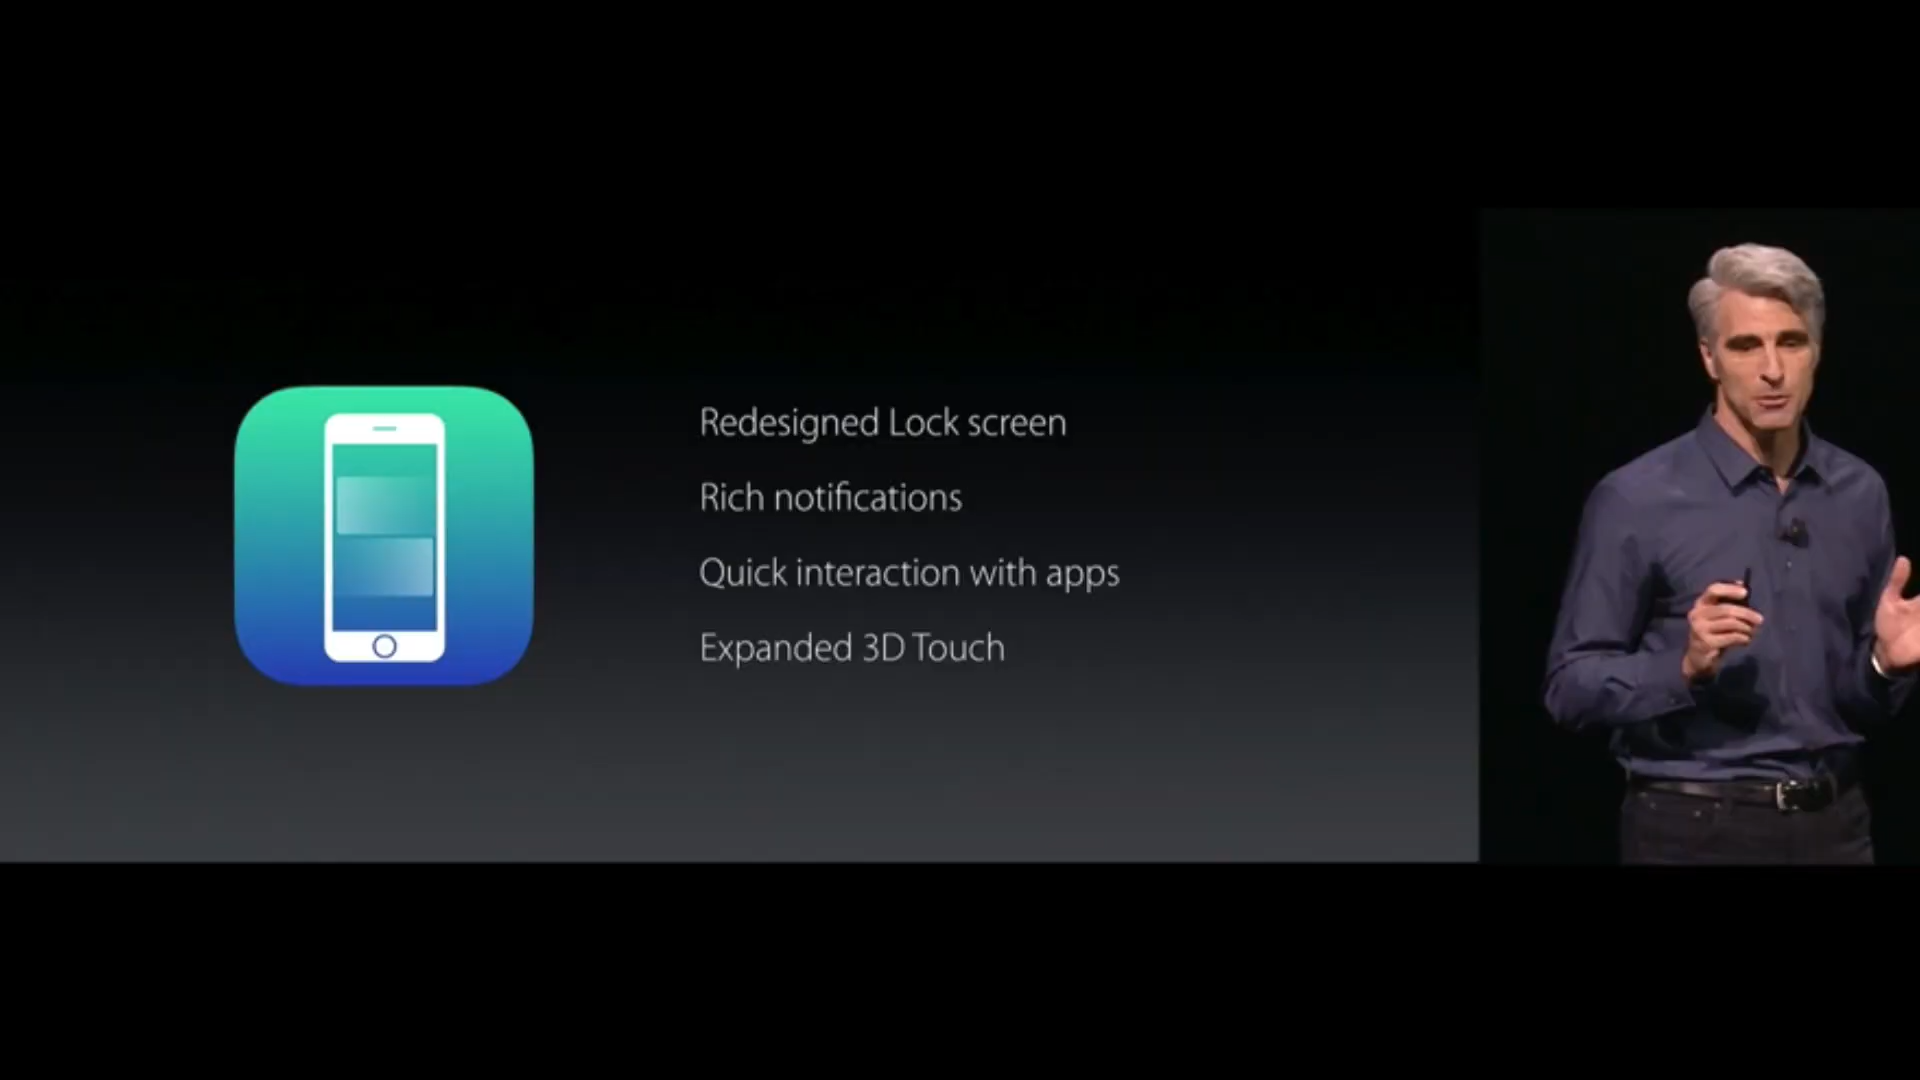 Redesigned Lock screen
Rich notifications
Quick interaction with apps
Expanded 3D Touch